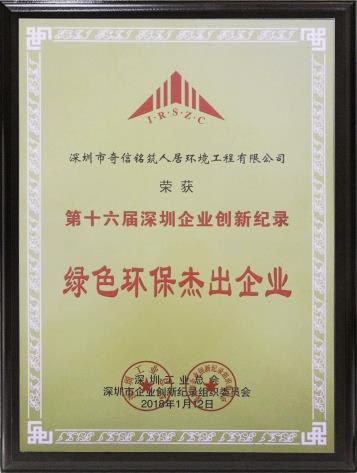 I·R·S·Z·C
深圳市奇信铭筑人居环境工程有限公司
荣获
第十六届深圳企业创新纪录
绿色环保杰出企业
深圳工业总会
深圳市企业创新纪录组织委员会
2018年1月12日